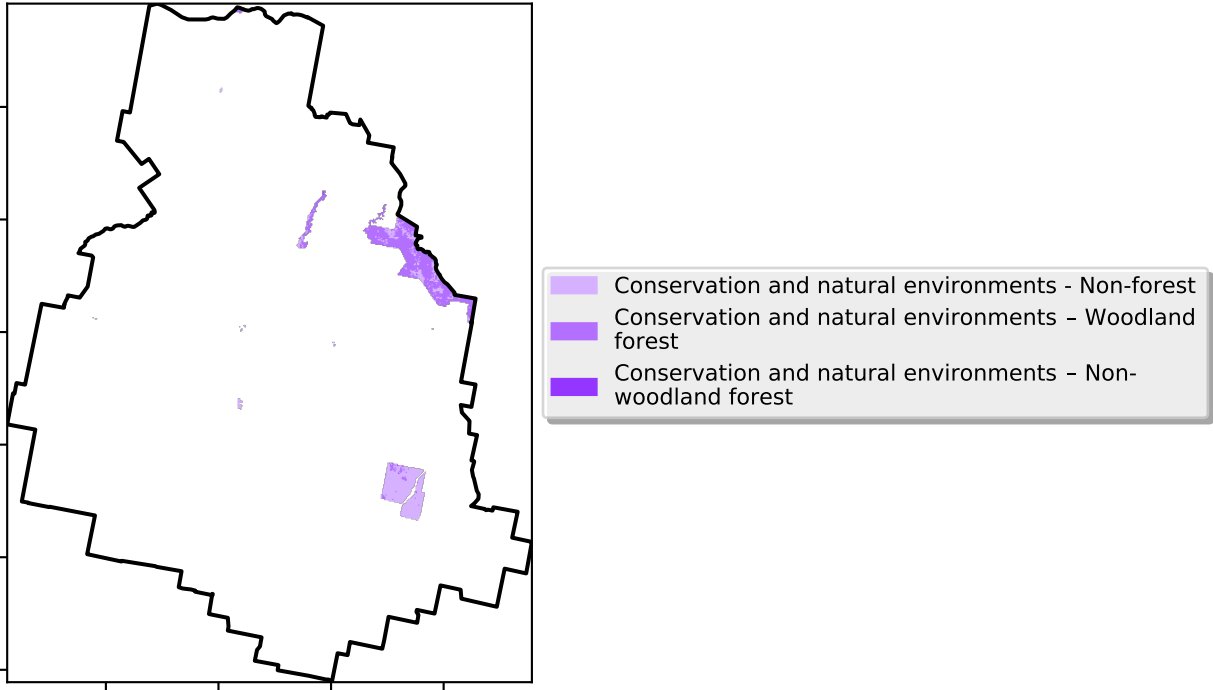 Conservation and natural environments - Non-forest
Conservation and natural environments – Woodland
forest
Conservation and natural environments – Non-
woodland forest